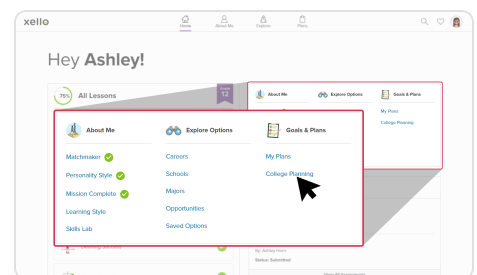 xello
Home
About Me
Explore
Plans
Hey Ashley!
75%
All Lessons
Grade
12
About Me
Explore Options
Goals & Plans
My Plans
College Planning
About Me
Explore Options
Goals & Plans
Matchmaker
Careers
My Plans
Personality Style
Schools
College Planning
Mission Complete
Majors
Learning Style
Opportunities
Skills Lab
Saved Options
Defining Success
Status: Submitted